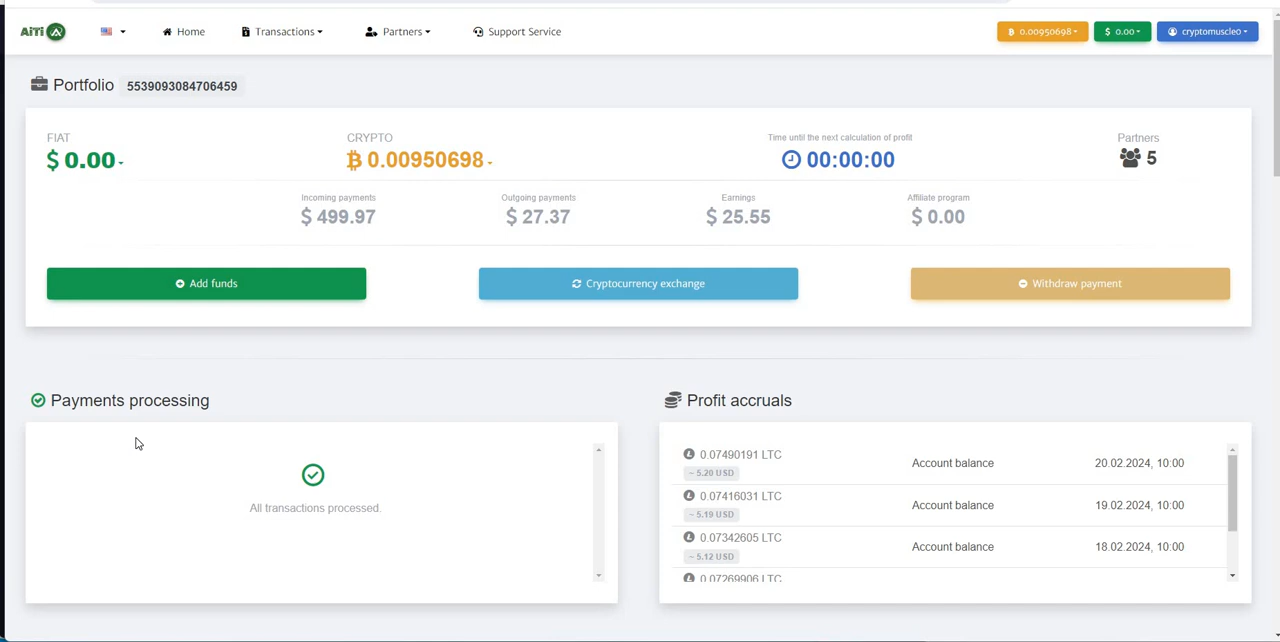 AiTi
Home
Transactions
Partners
Support Service
0.00950698
$ 0.00
cryptomuscleo
Portfolio 5539093084706459
FIAT
$ 0.00
CRYPTO
0.00950698
Time until the next calculation of profit
00:00:00
Partners
5
Incoming payments
$ 499.97
Outgoing payments
$ 27.37
Earnings
$ 25.55
Affiliate program
$ 0.00
Add funds
Cryptocurrency exchange
Withdraw payment
Payments processing
All transactions processed.
Profit accruals
0.07490191 LTC
~ 5.20 USD
Account balance
20.02.2024, 10:00
0.07416031 LTC
~ 5.19 USD
Account balance
19.02.2024, 10:00
0.07342605 LTC
~ 5.12 USD
Account balance
18.02.2024, 10:00
0.07269906 LTC